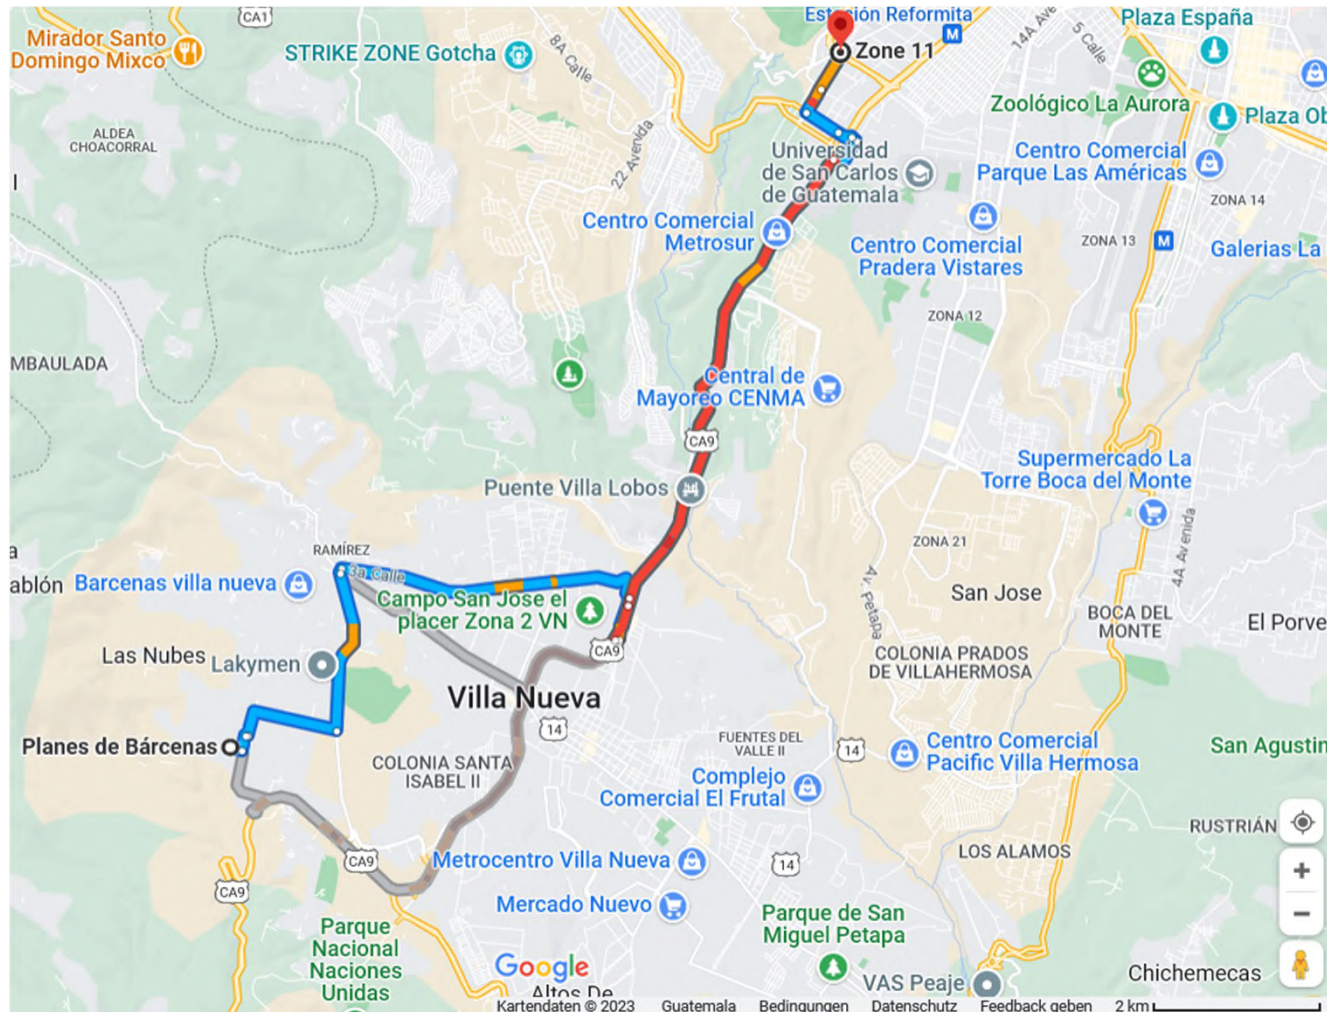 CA1
Estación Reformita
Plaza España
Mirador Santo
Domingo Mixco
STRIKE ZONE Gotcha
8A Calle
M
14A Ave
5 Calle
Zone 11
Zoológico La Aurora
Plaza Ob
ALDEA
CHOACORRAL
22 Avenida
Universidad
de San Carlos
de Guatemala
Centro Comercial
Parque Las Américas
l
ZONA 14
Centro Comercial
Metrosur
Centro Comercial
Pradera Vistares
ZONA 13
M
Galerias La
ZONA 12
MBAULADA
Central de
Mayoreo CENMA
CA9
Supermercado La
Torre Boca del Monte
Puente Villa Lobos
4A Avenida
ZONA 21
RAMÍREZ
a
ablón
Barcenas villa nueva
3a Calle
Campo San Jose el
placer Zona 2 VN
Av. Petapa
San Jose
BOCA DEL
MONTE
El Porve
CA9
Las Nubes
Lakymen
COLONIA PRADOS
DE VILLAHERMOSA
Villa Nueva
14
Planes de Bárcenas
FUENTES DEL
VALLE II
14
Centro Comercial
Pacific Villa Hermosa
San Agustin
COLONIA SANTA
ISABEL II
Complejo
Comercial El Frutal
RUSTRIÁN
CA9
Metrocentro Villa Nueva
14
LOS ALAMOS
CA9
Mercado Nuevo
Parque de San
Miguel Petapa
Parque
Nacional
Naciones
Unidas
Google
Altos De
VAS Peaje
Chichemecas
Kartendaten © 2023 Guatemala Bedingungen Datenschutz Feedback geben 2 km